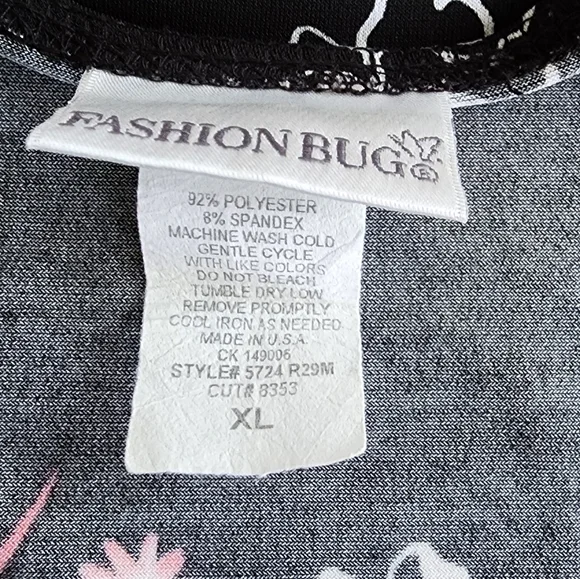 FASHION BUG®
92% POLYESTER
8% SPANDEX
MACHINE WASH COLD
GENTLE CYCLE
WITH LIKE COLORS
DO NOT BLEACH
TUMBLE DRY LOW
REMOVE PROMPTLY
COOL IRON AS NEEDED
MADE IN U.S.A.
CK 149006
STYLE# 5724 R29M
CUT# 8353
XL